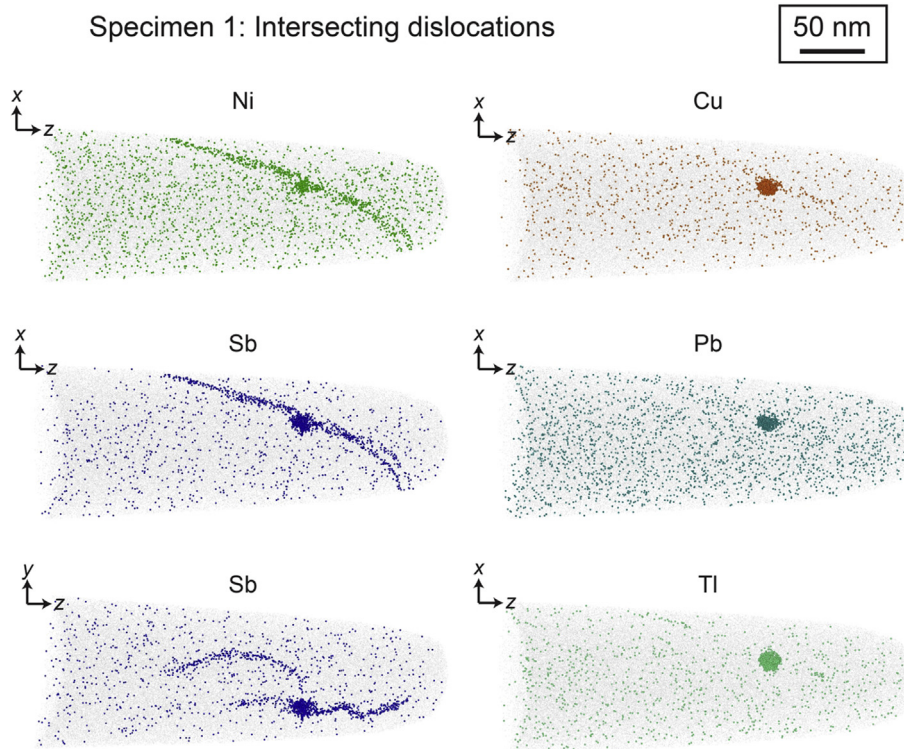 Specimen 1: Intersecting dislocations
50 nm
x
Ni
z
x
Cu
z
x
Sb
z
x
Pb
z
y
Sb
z
x
Tl
z